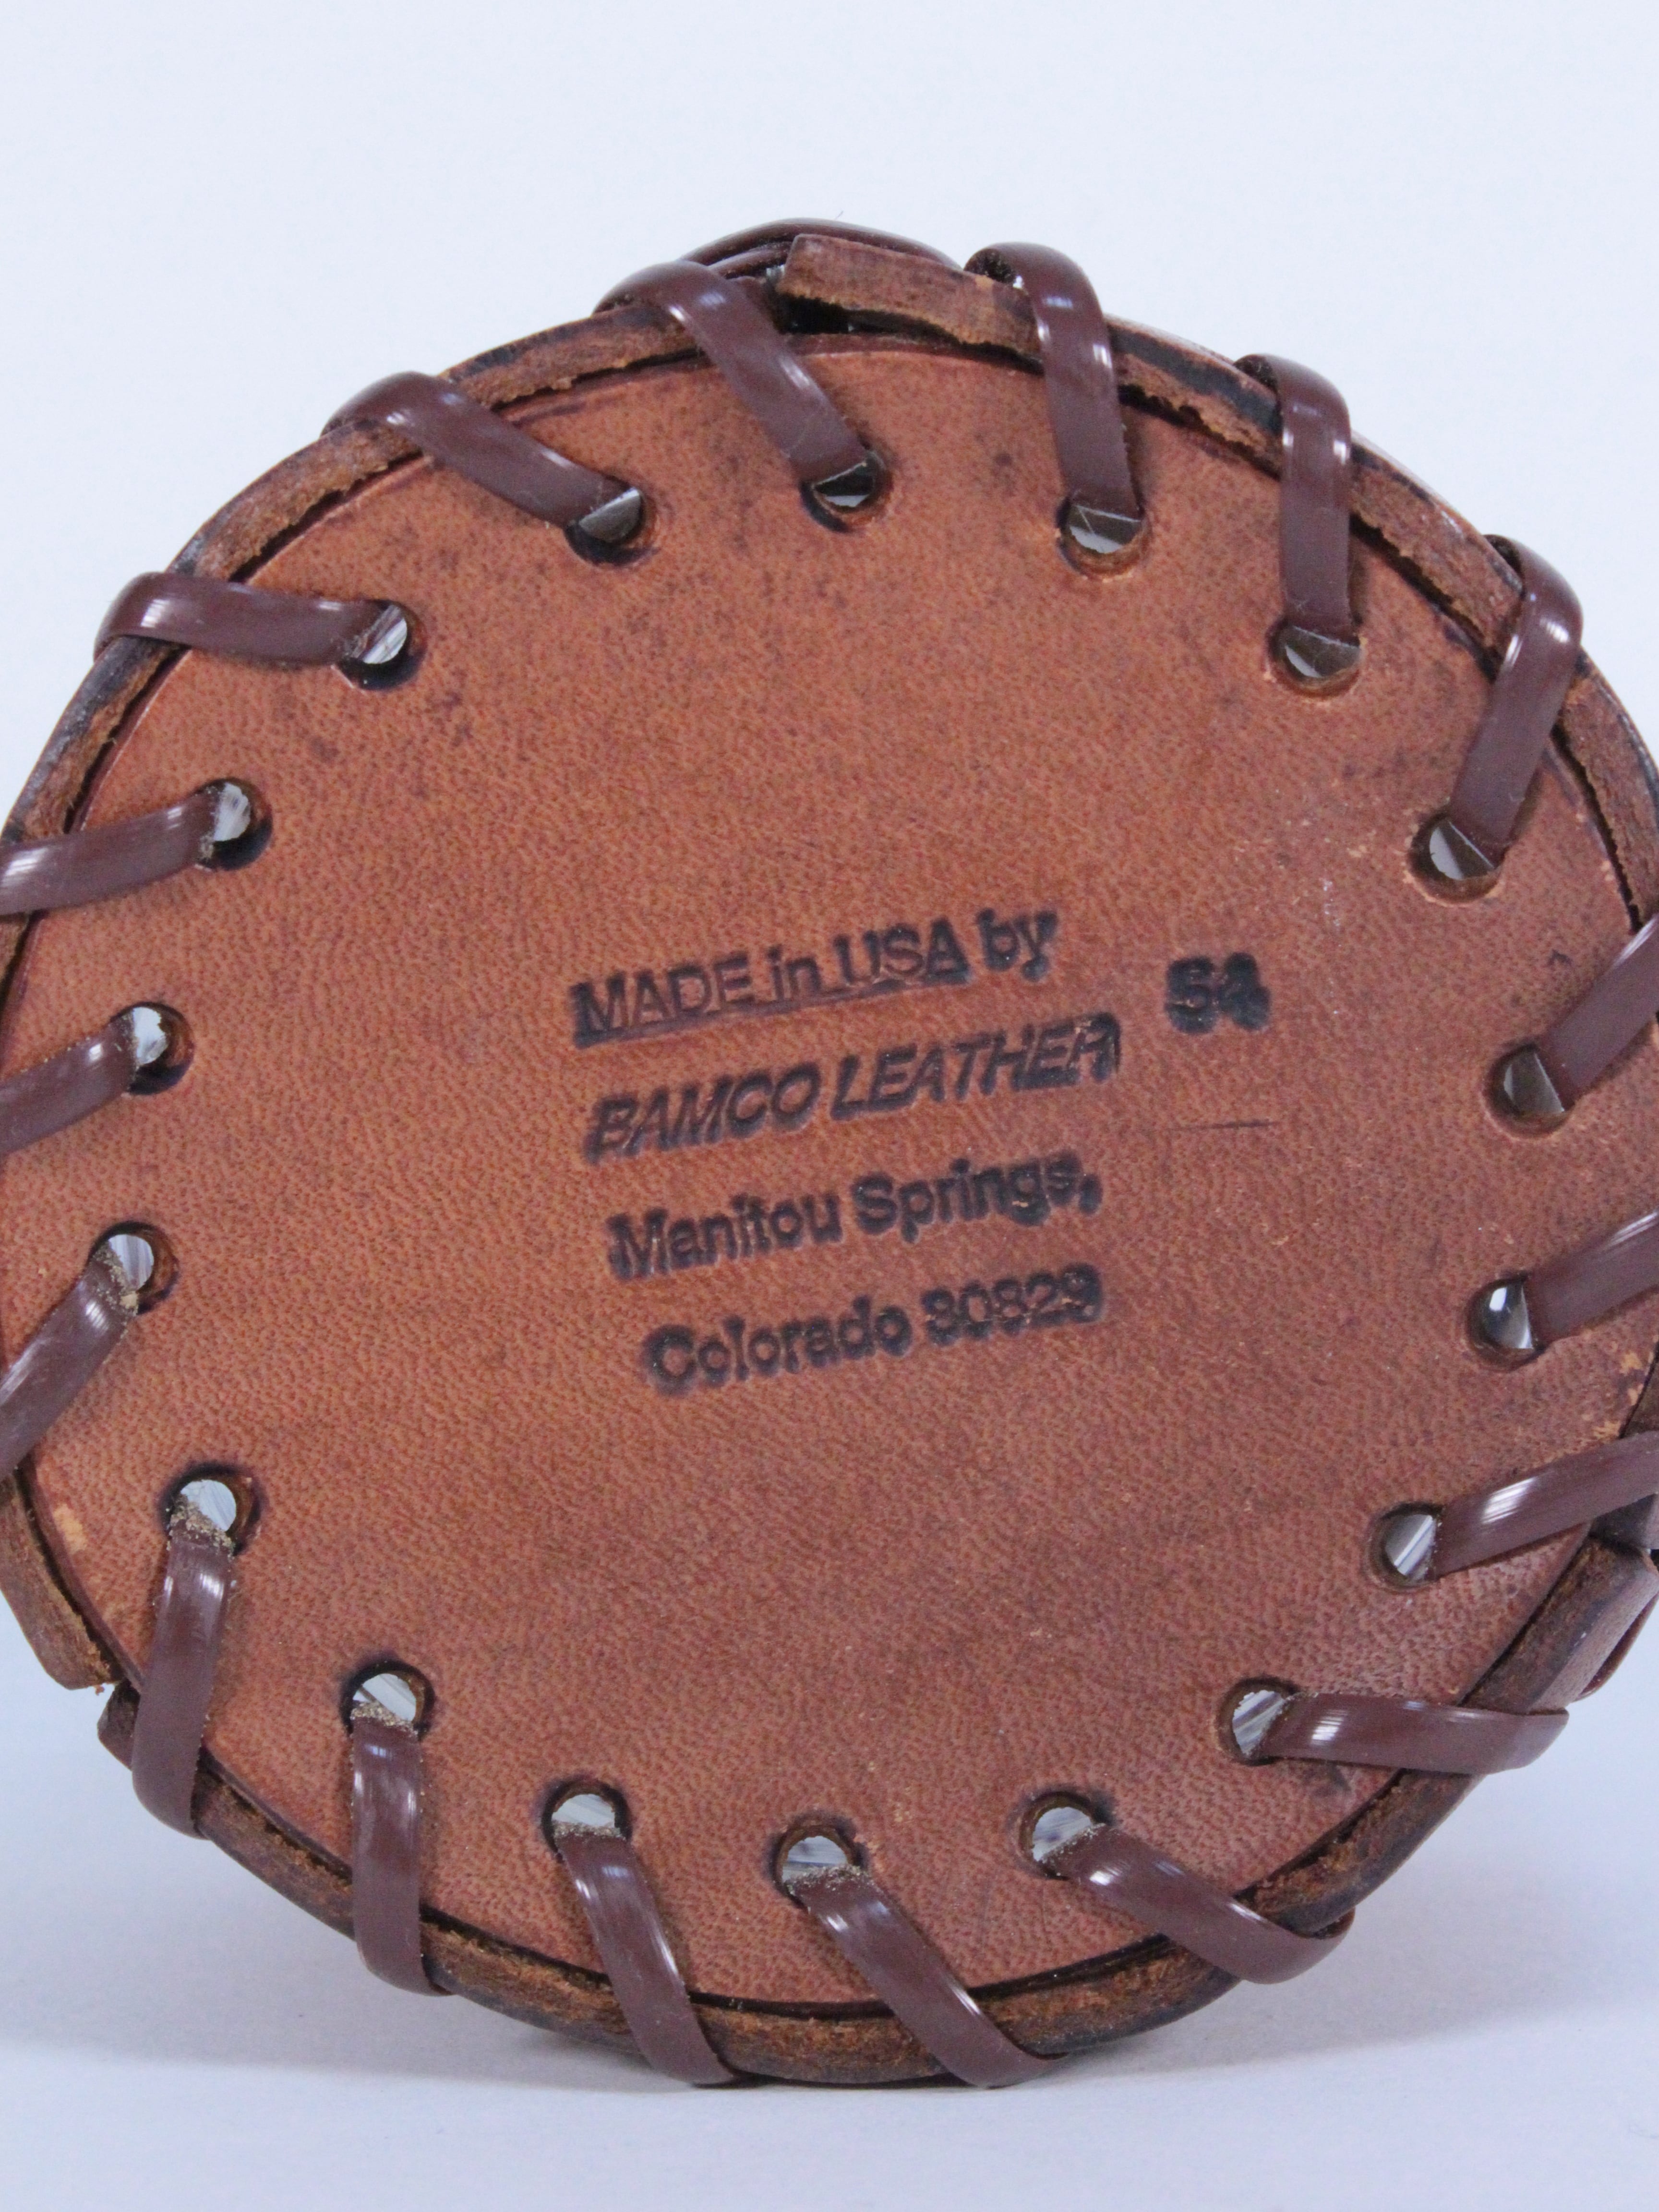 MADE in USA by
54
BAMCO LEATHER
Manitou Springs,
Colorado 80829